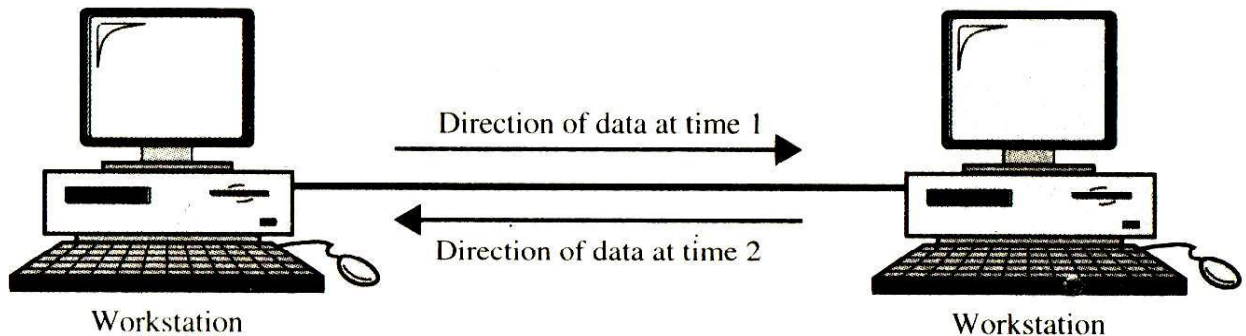 Direction of data at time 1
Direction of data at time 2
Workstation
Workstation